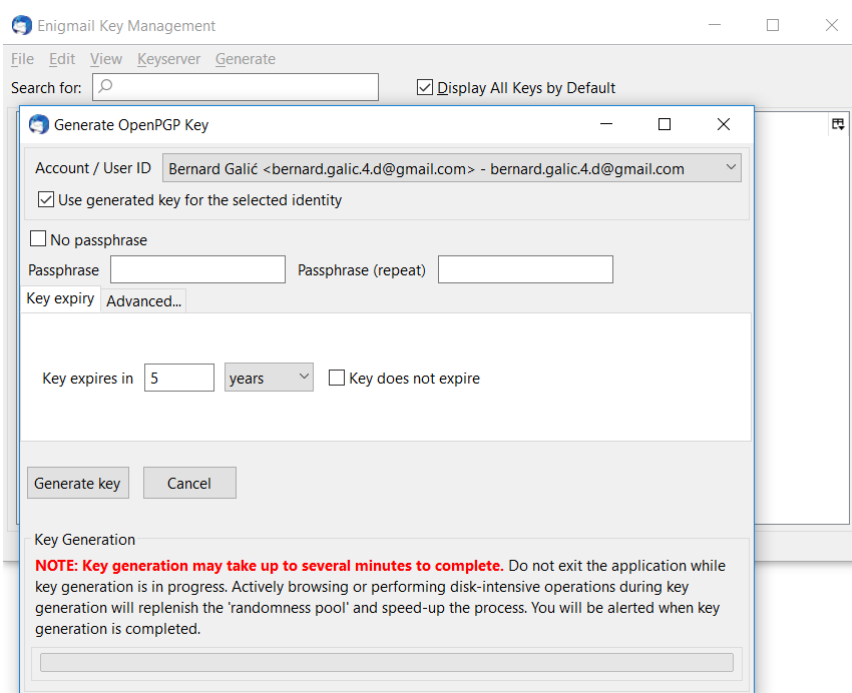 Enigmail Key Management
File Edit View Keyserver Generate
Search for: Display All Keys by Default
Generate OpenPGP Key
Account / User ID Bernard Galić <bernard.galic.4.d@gmail.com> - bernard.galic.4.d@gmail.com
Use generated key for the selected identity
No passphrase
Passphrase Passphrase (repeat)
Key expiry Advanced...
Key expires in 5 years Key does not expire
Generate key Cancel
Key Generation
NOTE: Key generation may take up to several minutes to complete. Do not exit the application while
key generation is in progress. Actively browsing or performing disk-intensive operations during key
generation will replenish the 'randomness pool' and speed-up the process. You will be alerted when key
generation is completed.